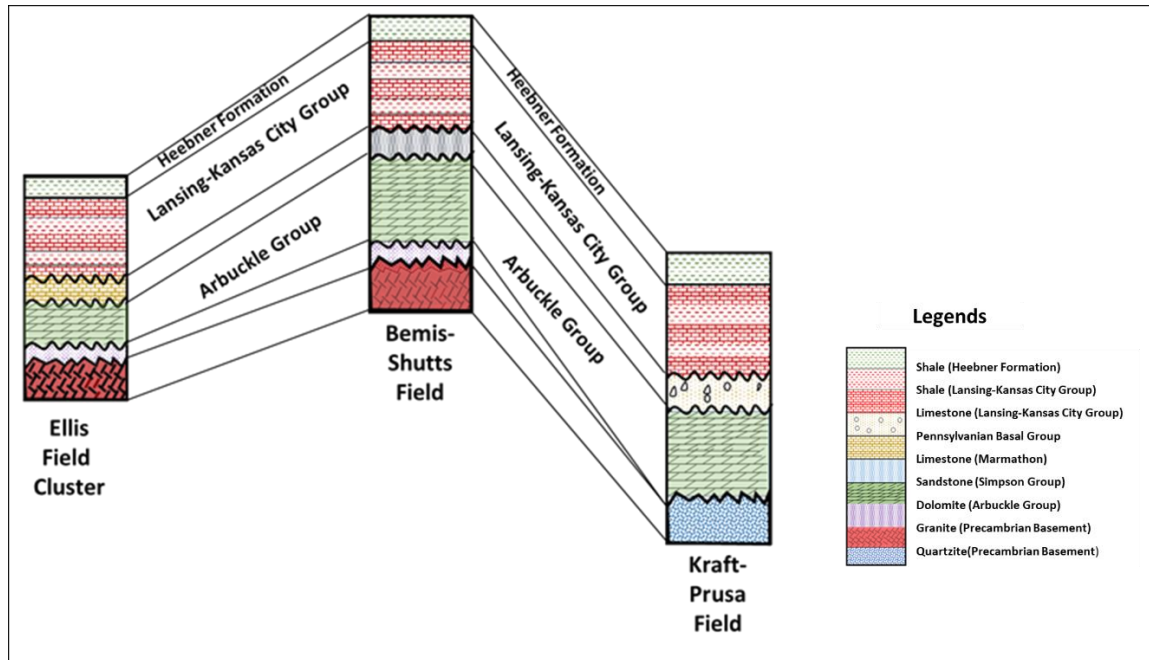 Heebner Formation
Lansing-Kansas City Group
Arbuckle Group
Heebner Formation
Lansing-Kansas City Group
Arbuckle Group
Ellis
Field
Cluster
Bemis-
Shutts
Field
Kraft-
Prusa
Field
Legends
Shale (Heebner Formation)
Shale (Lansing-Kansas City Group)
Limestone (Lansing-Kansas City Group)
Pennsylvanian Basal Group
Limestone (Marmathon)
Sandstone (Simpson Group)
Dolomite (Arbuckle Group)
Granite (Precambrian Basement)
Quartzite(Precambrian Basement)